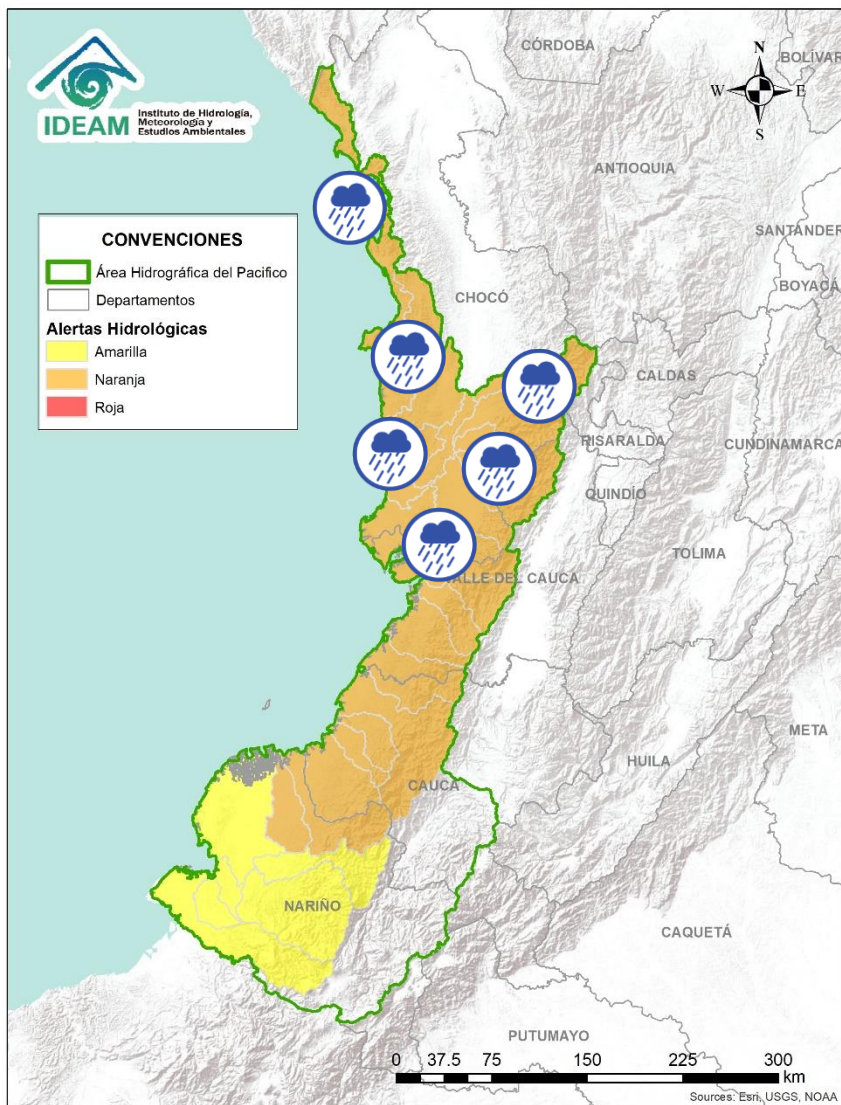 IDEAM
Instituto de Hidrología,
Meteorología y
Estudios Ambientales
CÓRDOBA
BOLÍVAR
N
W E
S
ANTIOQUIA
SANTANDER
BOYACÁ
CONVENCIONES
Área Hidrográfica del Pacifico
Departamentos
Alertas Hidrológicas
Amarilla
Naranja
Roja
CHOCÓ
CALDAS
RISARALDA
CUNDINAMARCA
QUINDÍO
TOLIMA
VALLE DEL CAUCA
META
HUILA
CAUCA
NARIÑO
CAQUETÁ
PUTUMAYO
0 37.5 75 150 225 300
km
Sources: Esri, USGS, NOAA